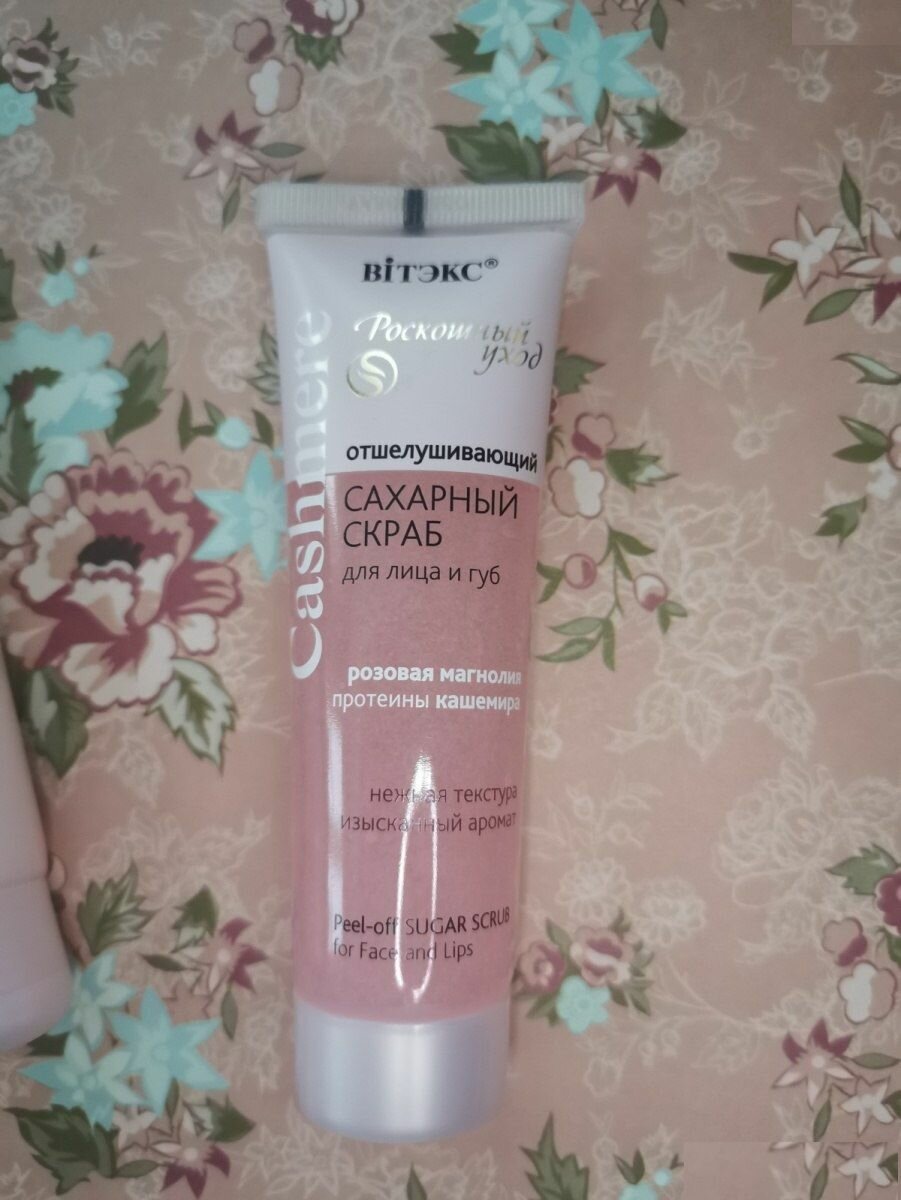 Вiтэкс®
Роскошный
уход
Cashmere
отшелушивающий
САХАРНЫЙ
СКРАБ
для лица и губ
розовая магнолия
протеины кашемира
нежная текстура
изысканный аромат
Peel-off SUGAR SCRUB
for Face and Lips